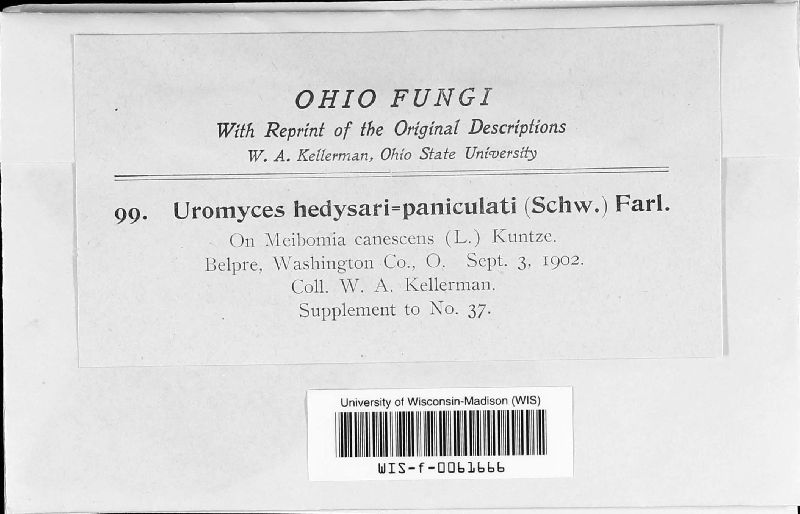 OHIO FUNGI
With Reprint of the Original Descriptions
W. A. Kellerman, Ohio State University
99. Uromyces hedysari=paniculati (Schw.) Farl.
On Meibomia canescens (L.) Kuntze.
Belpre, Washington Co., O. Sept. 3, 1902.
Coll. W. A. Kellerman.
Supplement to No. 37.
University of Wisconsin-Madison (WIS)
WIS-f-0061666